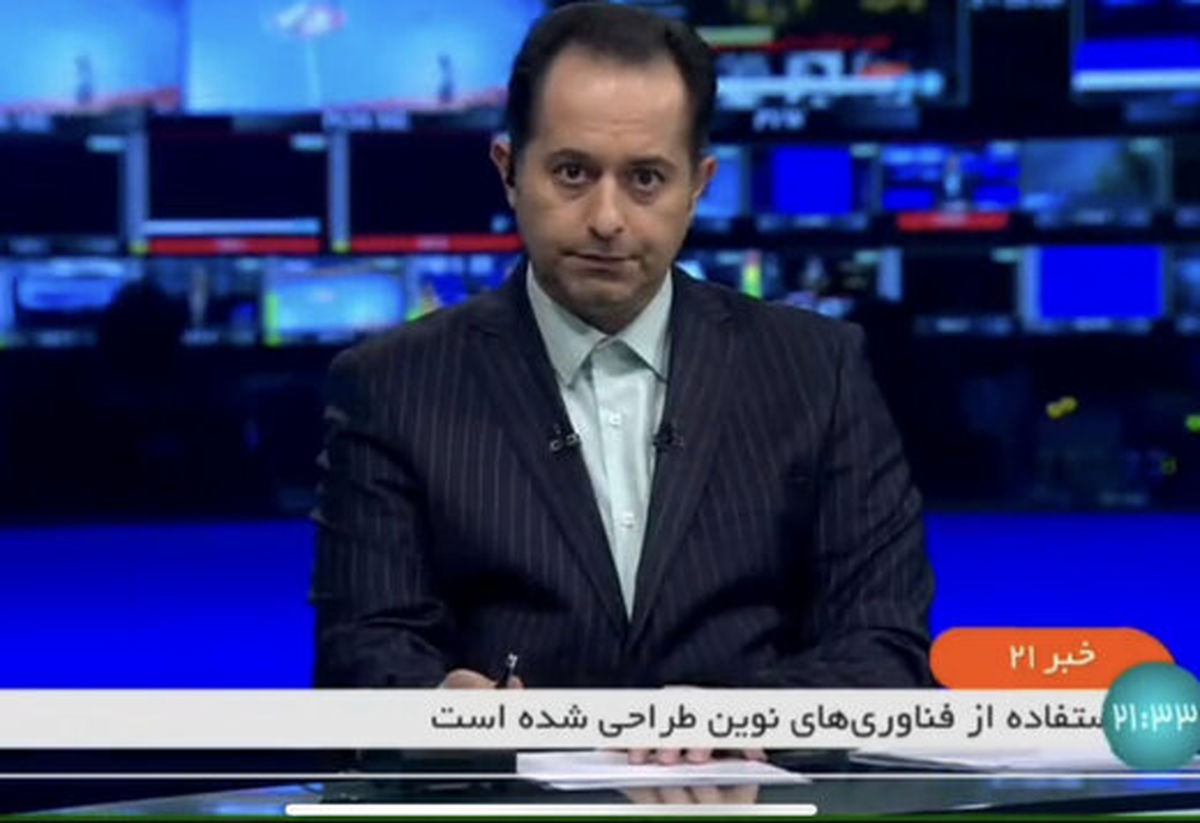 خبر ۲۱
ستفاده از فناوری‌های نوین طراحی شده است
۲۱:۳۳